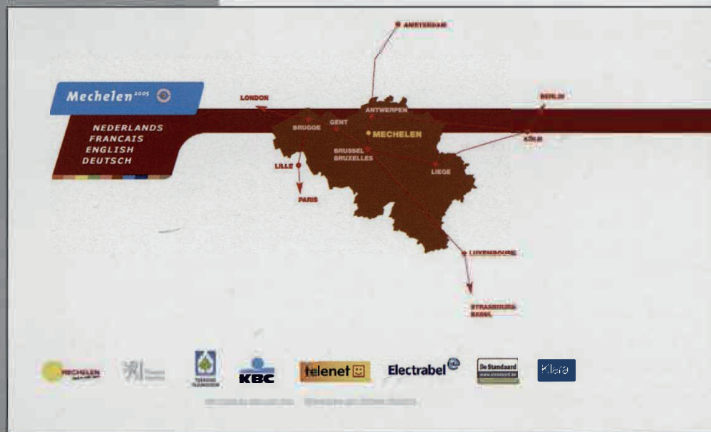 AMSTERDAM
Mechelen 2005
LONDON
BERLIN
ANTWERPEN
GENT
BRUGGE
NEDERLANDS
MECHELEN
FRANCAIS
KÖLN
ENGLISH
BRUSSEL
BRUXELLES
DEUTSCH
LILLE
LIEGE
PARIS
LUXEMBOURG
STRASBOURG
BASEL
MECHELEN
KBC
telenet
Electrabel
De Standaard
Klara